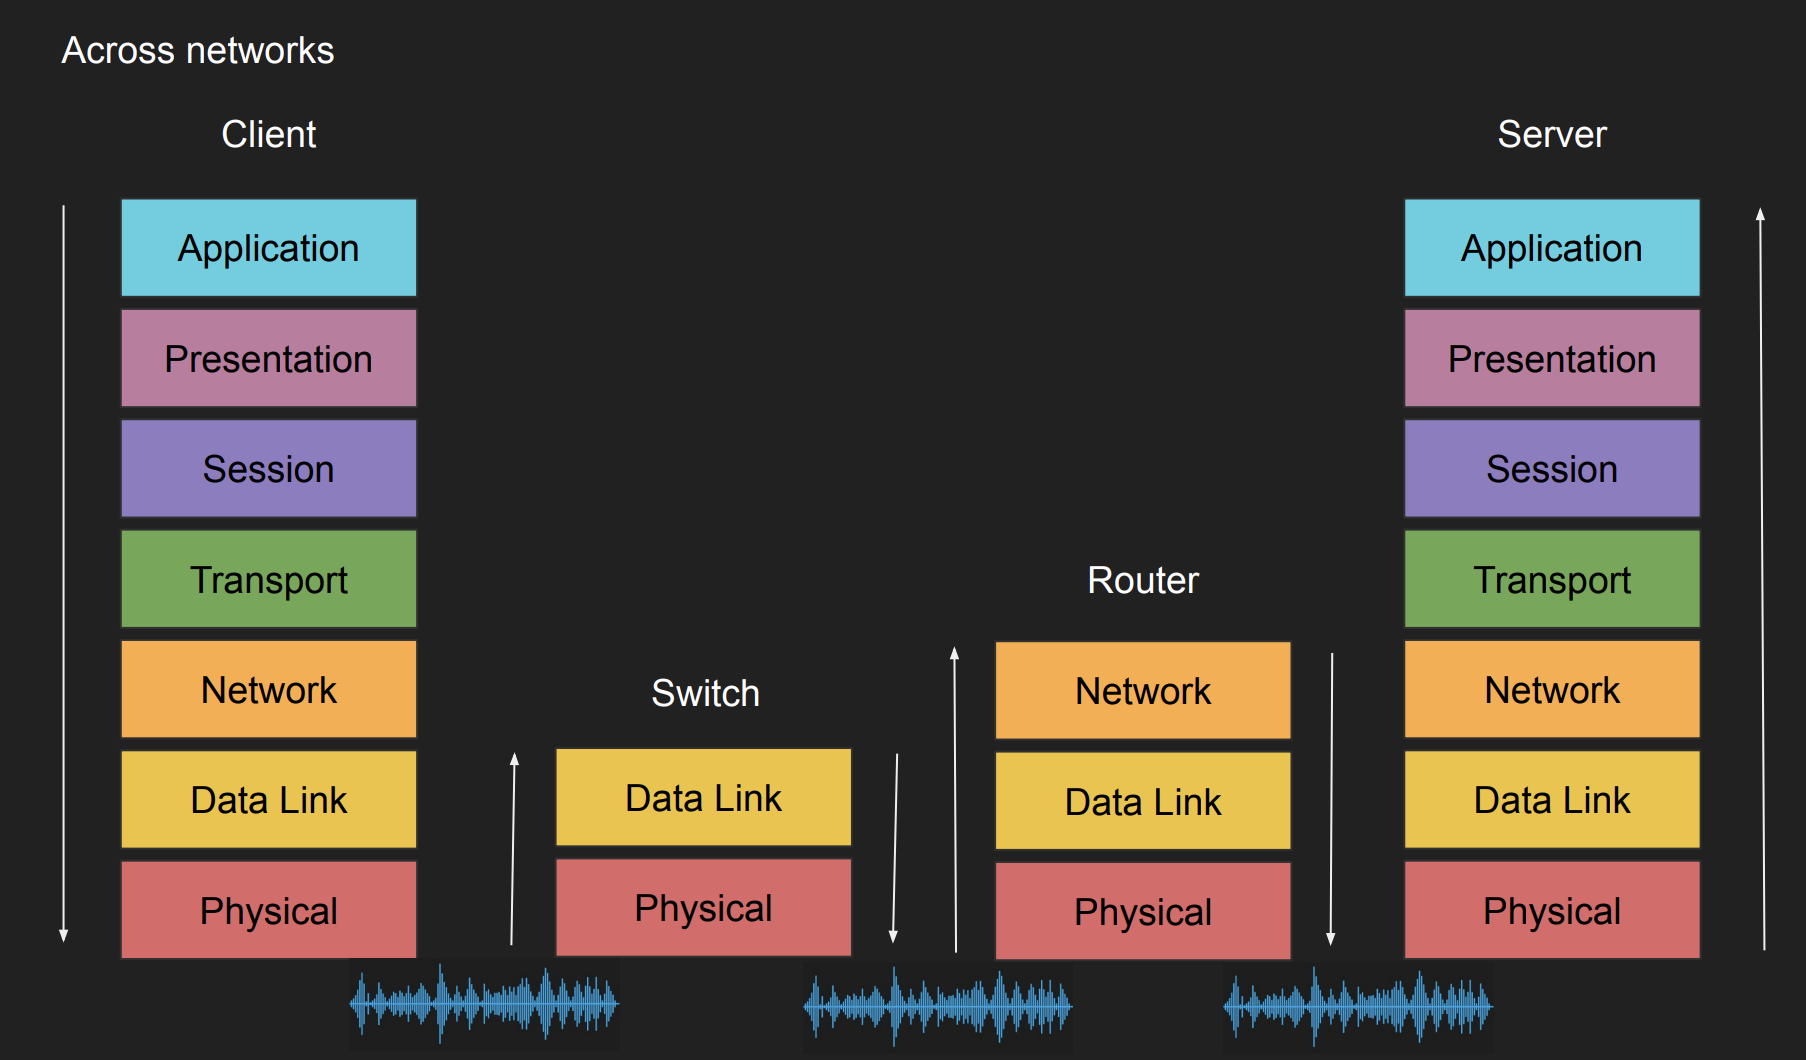 Across networks
Client
Application
Presentation
Session
Transport
Network
Data Link
Physical
Switch
Data Link
Physical
Router
Network
Data Link
Physical
Server
Application
Presentation
Session
Transport
Network
Data Link
Physical